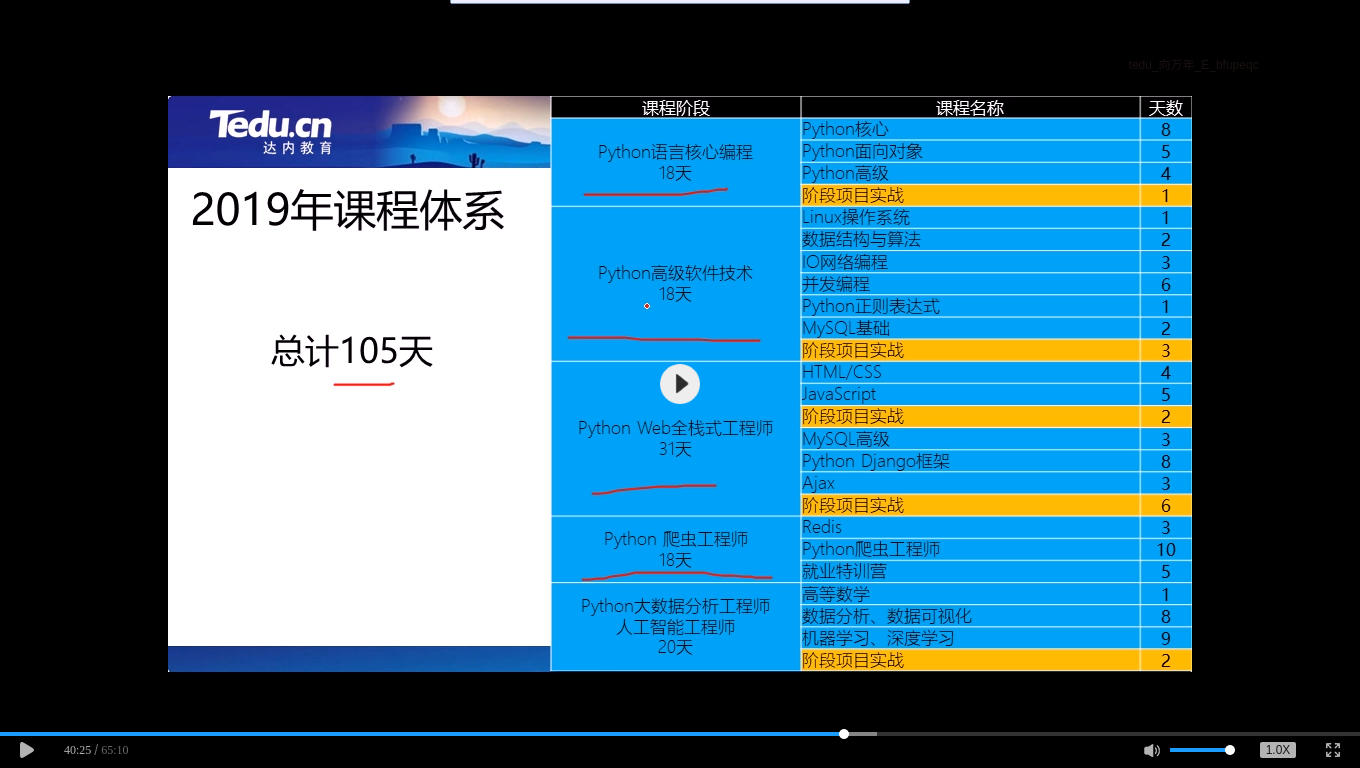 tedu_向万年_E_bfupeqc
Tedu.cn
达内教育
2019年课程体系
总计105天
课程阶段 课程名称 天数
Python语言核心编程
18天
Python核心 8
Python面向对象 5
Python高级 4
阶段项目实战 1
Python高级软件技术
18天
Linux操作系统 1
数据结构与算法 2
IO网络编程 3
并发编程 6
Python正则表达式 1
MySQL基础 2
阶段项目实战 3
Python Web全栈式工程师
31天
HTML/CSS 4
JavaScript 5
阶段项目实战 2
MySQL高级 3
Python Django框架 8
Ajax 3
阶段项目实战 6
Python 爬虫工程师
18天
Redis 3
Python爬虫工程师 10
就业特训营 5
Python大数据分析工程师
人工智能工程师
20天
高等数学 1
数据分析、数据可视化 8
机器学习、深度学习 9
阶段项目实战 2
40:25 / 65:10
1.0X